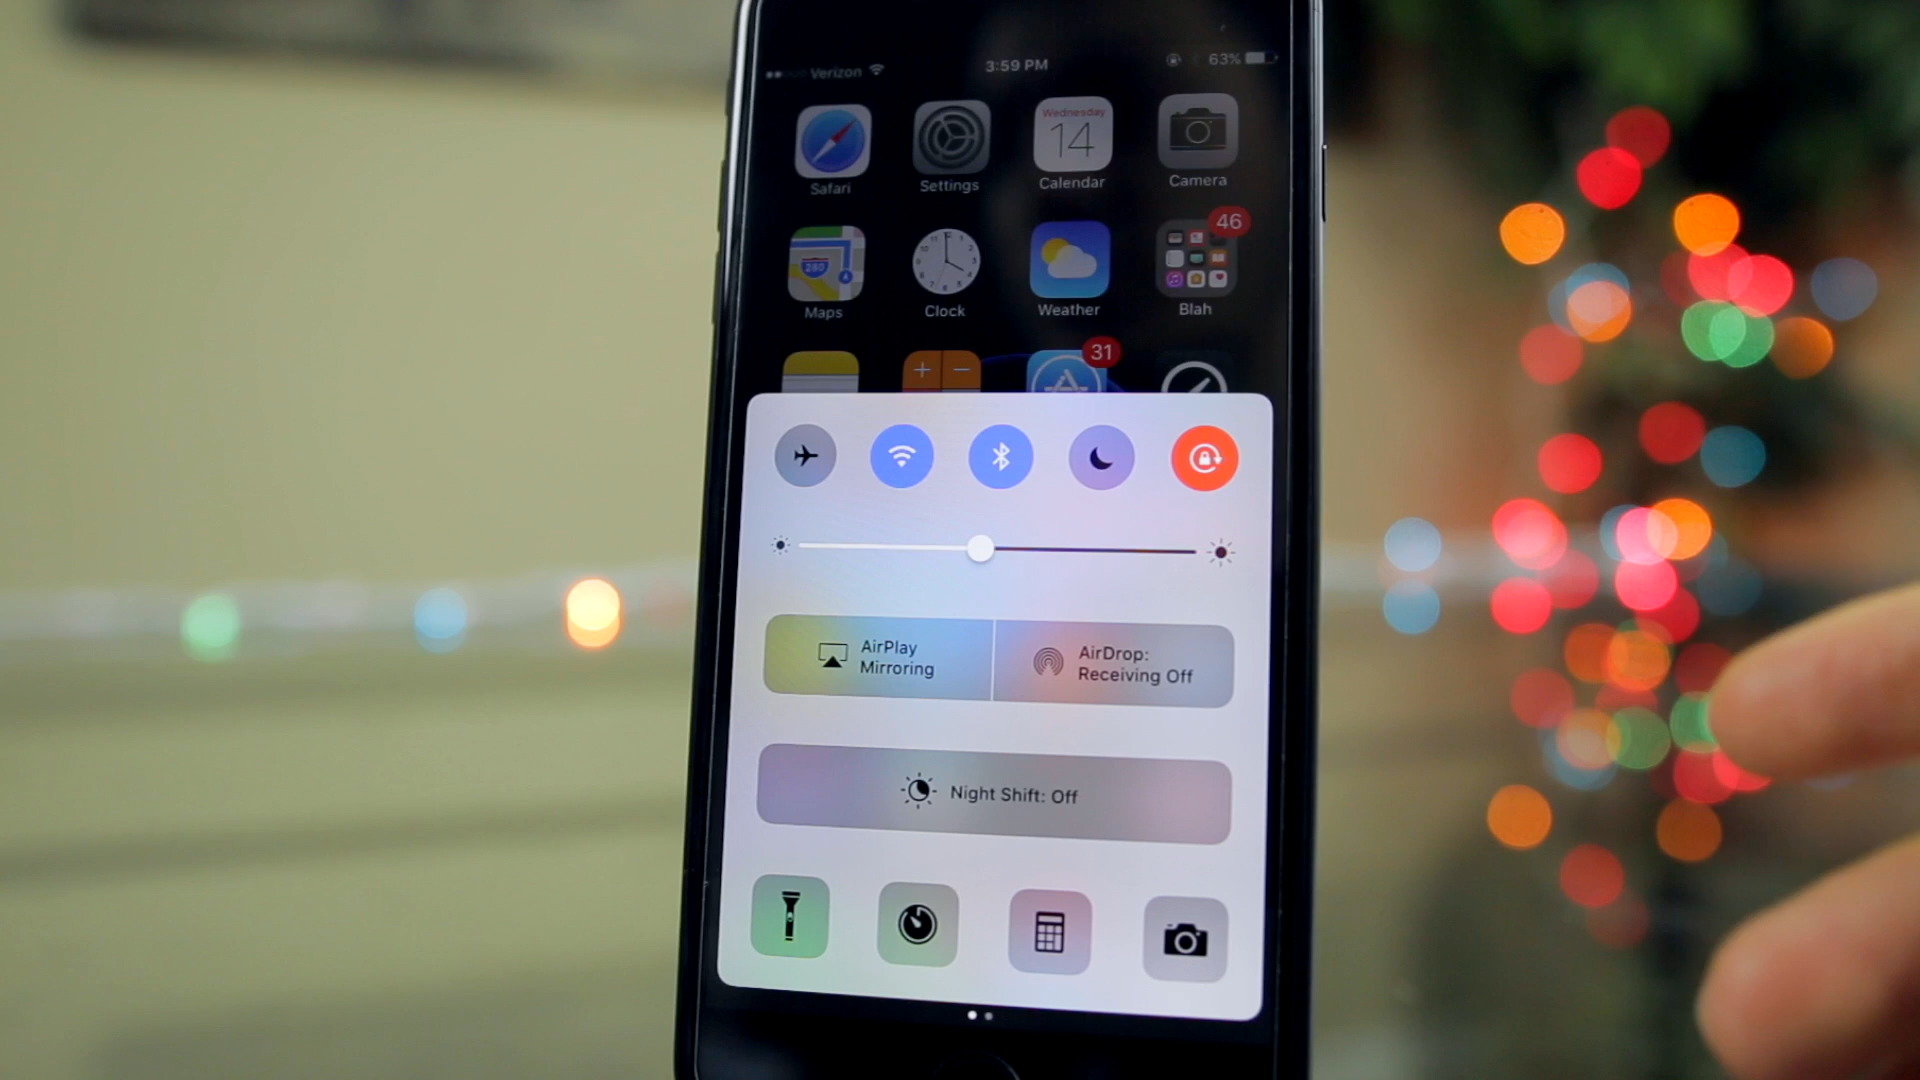 Verizon
3:59 PM
63%
Wednesday
14
Safari
Settings
Calendar
Camera
46
280
Maps
Clock
Weather
Blah
31
AirPlay
Mirroring
AirDrop:
Receiving Off
Night Shift: Off